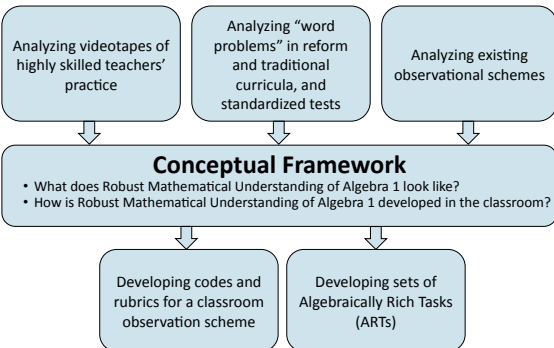 Analyzing videotapes of
highly skilled teachers’
practice
Analyzing “word
problems” in reform
and traditional
curricula, and
standardized tests
Analyzing existing
observational schemes
Conceptual Framework
• What does Robust Mathematical Understanding of Algebra 1 look like?
• How is Robust Mathematical Understanding of Algebra 1 developed in the classroom?
Developing codes and
rubrics for a classroom
observation scheme
Developing sets of
Algebraically Rich Tasks
(ARTs)